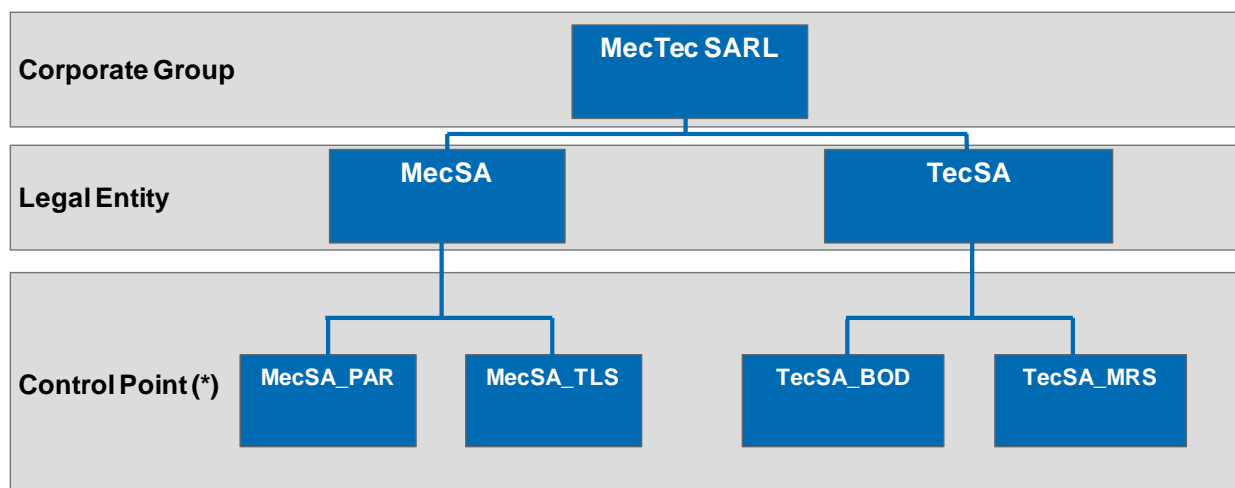 MecTec SARL
Corporate Group
MecSA
TecSA
Legal Entity
MecSA_PAR
MecSA_TLS
TecSA_BOD
TecSA_MRS
Control Point (*)